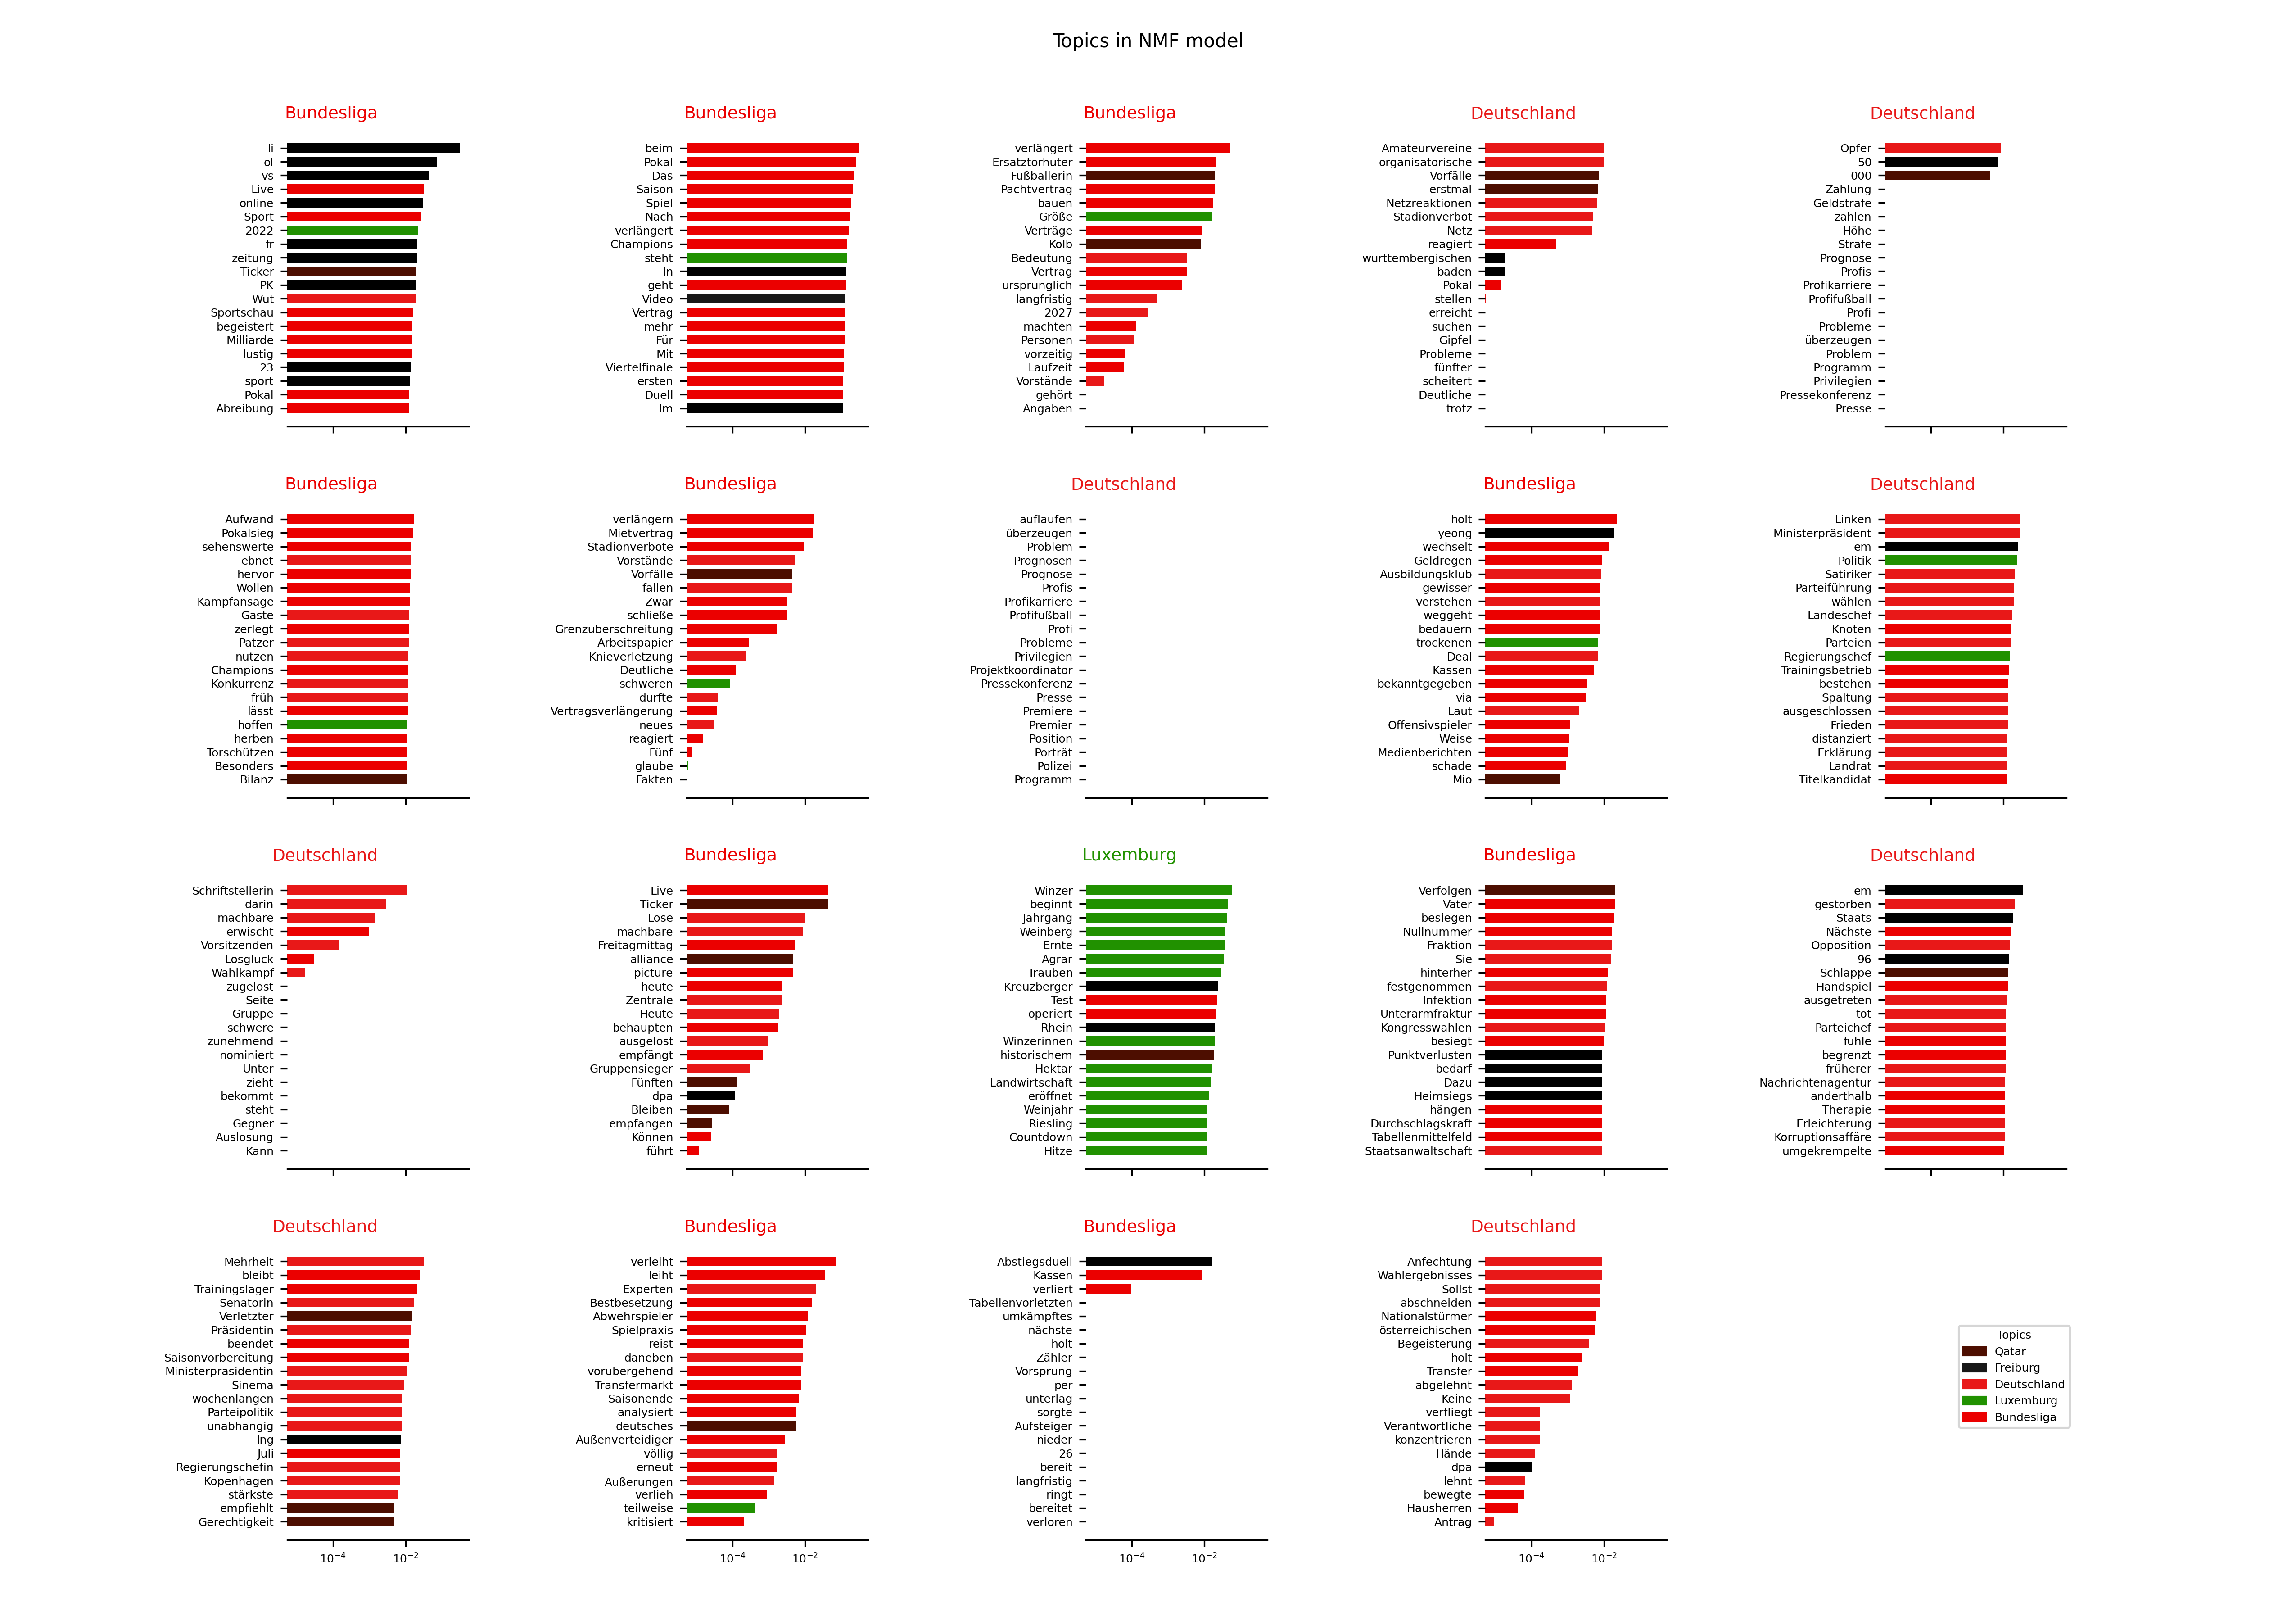 Topics in NMF model
Bundesliga
li
ol
vs
Live
online
Sport
2022
fr
zeitung
Ticker
PK
Wut
Sportschau
begeistert
Milliarde
lustig
23
sport
Pokal
Abreibung
Bundesliga
beim
Pokal
Das
Saison
Spiel
Nach
verlängert
Champions
steht
In
geht
Video
Vertrag
mehr
Für
Mit
Viertelfinale
ersten
Duell
Im
Bundesliga
verlängert
Ersatztorhüter
Fußballerin
Pachtvertrag
bauen
Größe
Verträge
Kolb
Bedeutung
Vertrag
ursprünglich
langfristig
2027
machten
Personen
vorzeitig
Laufzeit
Vorstände
gehört
Angaben
Deutschland
Amateurvereine
organisatorische
Vorfälle
erstmal
Netzreaktionen
Stadionverbot
Netz
reagiert
württembergischen
baden
Pokal
stellen
erreicht
suchen
Gipfel
Probleme
fünfter
scheitert
Deutliche
trotz
Deutschland
Opfer
50
000
Zahlung
Geldstrafe
zahlen
Höhe
Strafe
Prognose
Profis
Profikarriere
Profifußball
Profi
Probleme
überzeugen
Problem
Programm
Privilegien
Pressekonferenz
Presse
Bundesliga
Aufwand
Pokalsieg
sehenswerte
ebnet
hervor
Wollen
Kampfansage
Gäste
zerlegt
Patzer
nutzen
Champions
Konkurrenz
früh
lässt
hoffen
herben
Torschützen
Besonders
Bilanz
Bundesliga
verlängern
Mietvertrag
Stadionverbote
Vorstände
Vorfälle
fallen
Zwar
schließe
Grenzüberschreitung
Arbeitspapier
Knieverletzung
Deutliche
schweren
durfte
Vertragsverlängerung
neues
reagiert
Fünf
glaube
Fakten
Deutschland
auflaufen
überzeugen
Problem
Prognosen
Prognose
Profis
Profikarriere
Profifußball
Profi
Probleme
Privilegien
Projektkoordinator
Pressekonferenz
Presse
Premiere
Premier
Position
Porträt
Polizei
Programm
Bundesliga
holt
yeong
wechselt
Geldregen
Ausbildungsklub
gewisser
verstehen
weggeht
bedauern
trockenen
Deal
Kassen
bekanntgegeben
via
Laut
Offensivspieler
Weise
Medienberichten
schade
Mio
Deutschland
Linken
Ministerpräsident
em
Politik
Satiriker
Parteiführung
wählen
Landeschef
Knoten
Parteien
Regierungschef
Trainingsbetrieb
bestehen
Spaltung
ausgeschlossen
Frieden
distanziert
Erklärung
Landrat
Titelkandidat
Deutschland
Schriftstellerin
darin
machbare
erwischt
Vorsitzenden
Losglück
Wahlkampf
zugelost
Seite
Gruppe
schwere
zunehmend
nominiert
Unter
zieht
bekommt
steht
Gegner
Auslosung
Kann
Bundesliga
Live
Ticker
Lose
machbare
Freitagmittag
alliance
picture
heute
Zentrale
Heute
behaupten
ausgelost
empfängt
Gruppensieger
Fünften
dpa
Bleiben
empfangen
Können
führt
Luxemburg
Winzer
beginnt
Jahrgang
Weinberg
Ernte
Agrar
Trauben
Kreuzberger
Test
operiert
Rhein
Winzerinnen
historischem
Hektar
Landwirtschaft
eröffnet
Weinjahr
Riesling
Countdown
Hitze
Bundesliga
Verfolgen
Vater
besiegen
Nullnummer
Fraktion
Sie
hinterher
festgenommen
Infektion
Unterarmfraktur
Kongresswahlen
besiegt
Punktverlusten
bedarf
Dazu
Heimsiegs
hängen
Durchschlagskraft
Tabellenmittelfeld
Staatsanwaltschaft
Deutschland
em
gestorben
Staats
Nächste
Opposition
96
Schlappe
Handspiel
ausgetreten
tot
Parteichef
fühle
begrenzt
früherer
Nachrichtenagentur
anderthalb
Therapie
Erleichterung
Korruptionsaffäre
umgekrempelte
Deutschland
Mehrheit
bleibt
Trainingslager
Senatorin
Verletzter
Präsidentin
beendet
Saisonvorbereitung
Ministerpräsidentin
Sinema
wochenlangen
Parteipolitik
unabhängig
Ing
Juli
Regierungschefin
Kopenhagen
stärkste
empfiehlt
Gerechtigkeit
10⁻⁴ 10⁻²
Bundesliga
verleiht
leiht
Experten
Bestbesetzung
Abwehrspieler
Spielpraxis
reist
daneben
vorübergehend
Transfermarkt
Saisonende
analysiert
deutsches
Außenverteidiger
völlig
erneut
Äußerungen
verlieh
teilweise
kritisiert
10⁻⁴ 10⁻²
Bundesliga
Abstiegsduell
Kassen
verliert
Tabellenvorletzten
umkämpftes
nächste
holt
Zähler
Vorsprung
per
unterlag
sorgte
Aufsteiger
nieder
26
bereit
langfristig
ringt
bereitet
verloren
10⁻⁴ 10⁻²
Deutschland
Anfechtung
Wahlergebnisses
Sollst
abschneiden
Nationalstürmer
österreichischen
Begeisterung
holt
Transfer
abgelehnt
Keine
verfliegt
Verantwortliche
konzentrieren
Hände
dpa
lehnt
bewegte
Hausherren
Antrag
10⁻⁴ 10⁻²
Topics
Qatar
Freiburg
Deutschland
Luxemburg
Bundesliga